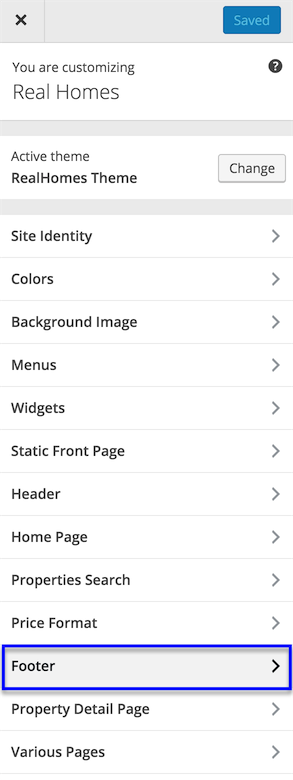 Saved
You are customizing
Real Homes
Active theme
RealHomes Theme
Change
Site Identity
Colors
Background Image
Menus
Widgets
Static Front Page
Header
Home Page
Properties Search
Price Format
Footer
Property Detail Page
Various Pages